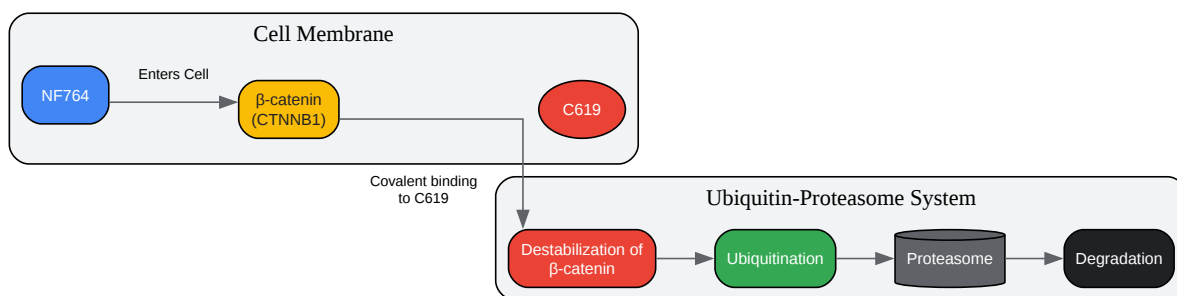 Cell Membrane
NF764
Enters Cell
β-catenin
(CTNNB1)
C619
Covalent binding
to C619
Ubiquitin-Proteasome System
Destabilization of
β-catenin
Ubiquitination
Proteasome
Degradation